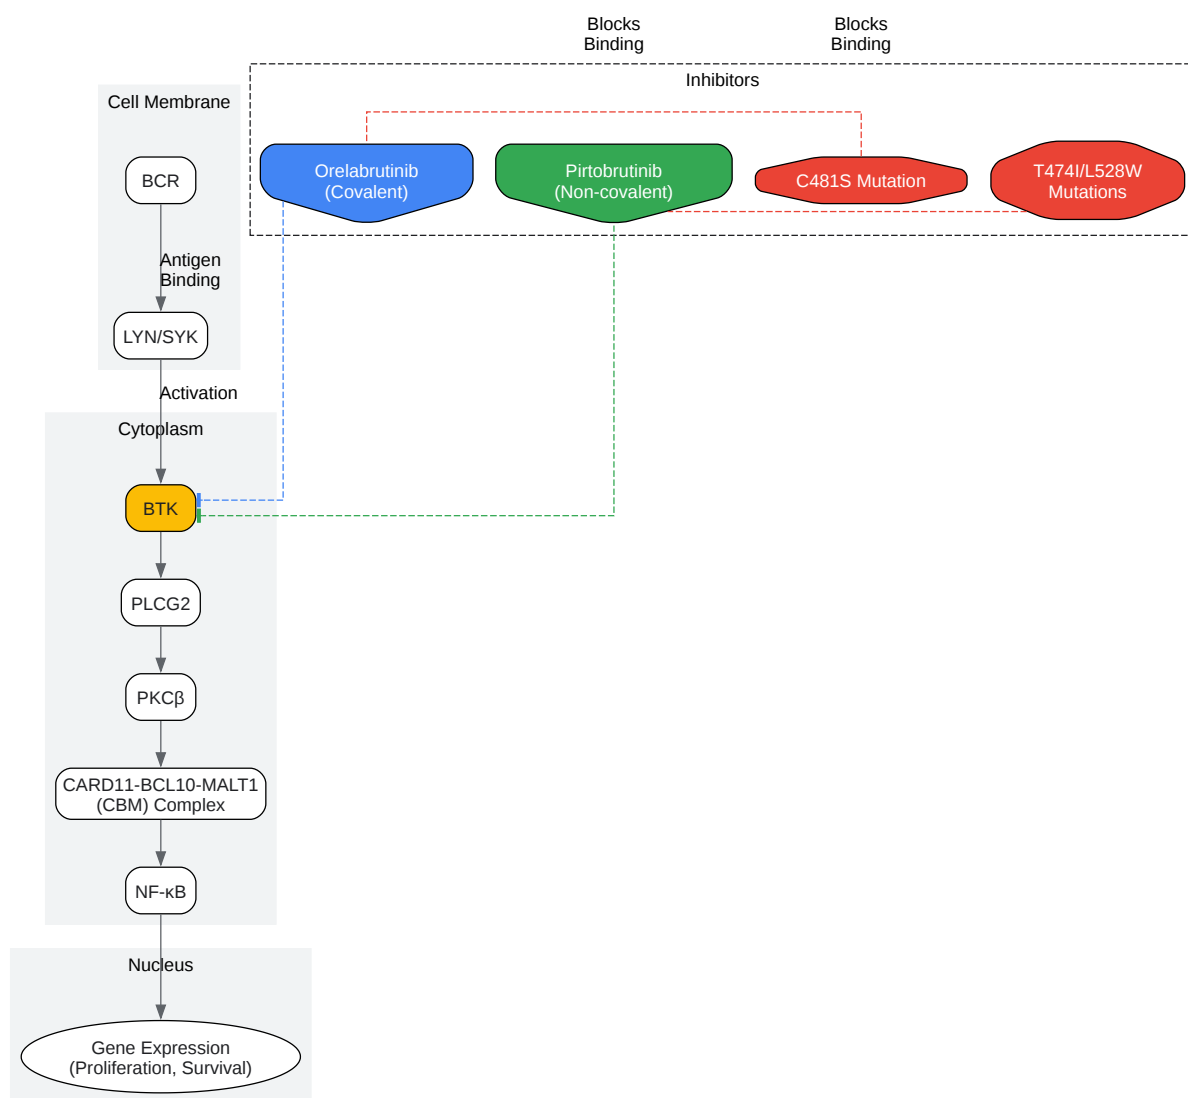 Blocks
Binding
Blocks
Binding
Inhibitors
Cell Membrane
Orelabrutinib
(Covalent)
Pirtobrutinib
(Non-covalent)
C481S Mutation
T474I/L528W
Mutations
BCR
Antigen
Binding
LYN/SYK
Activation
Cytoplasm
BTK
PLCG2
PKCβ
CARD11-BCL10-MALT1
(CBM) Complex
NF-κB
Nucleus
Gene Expression
(Proliferation, Survival)